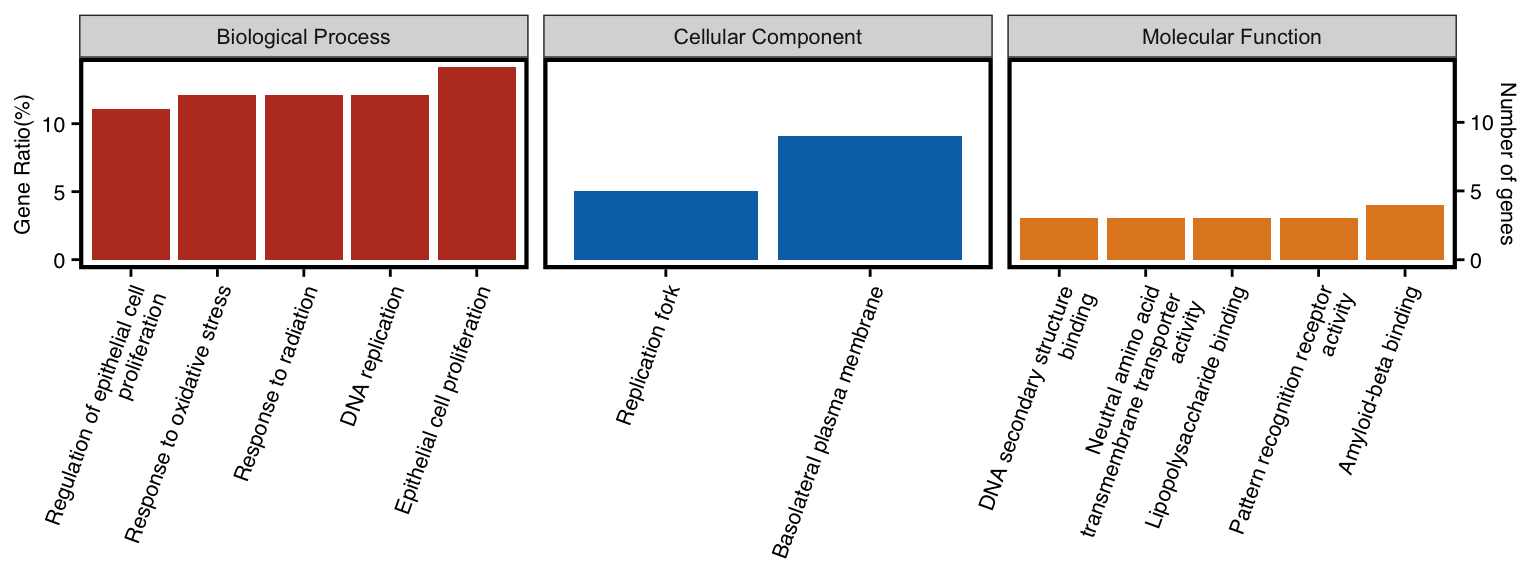 Biological Process
Cellular Component
Molecular Function
Gene Ratio(%)
10
5
0
10
5
0
Number of genes
Regulation of epithelial cell
proliferation
Response to oxidative stress
Response to radiation
DNA replication
Epithelial cell proliferation
Replication fork
Basolateral plasma membrane
DNA secondary structure
binding
Neutral amino acid
transmembrane transporter
activity
Lipopolysaccharide binding
Pattern recognition receptor
activity
Amyloid-beta binding